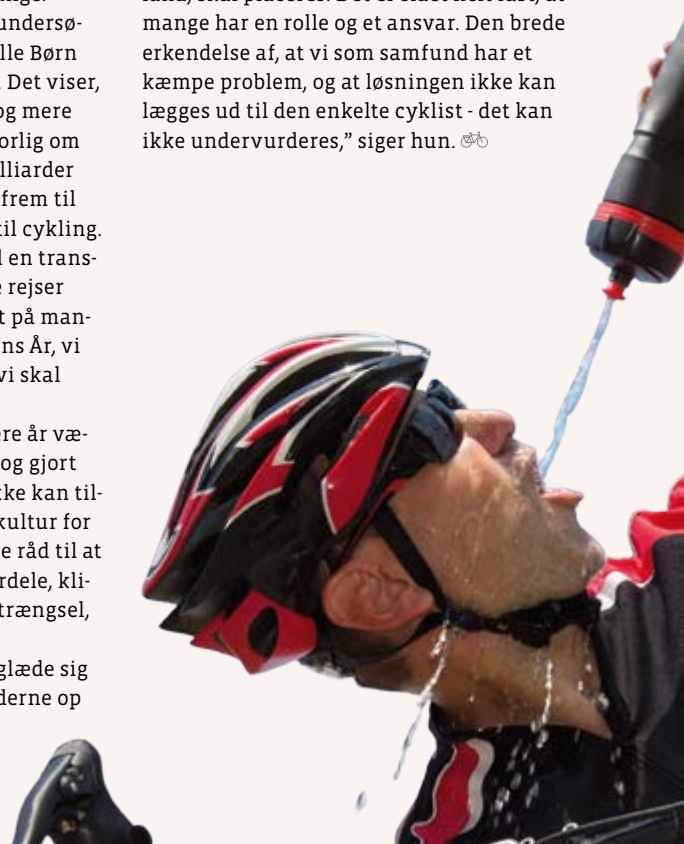 undersø-
lle Børn
Det viser,
og mere
orlig om
lliarder
frem til
til cykling.
en trans-
rejser
t på man-
ns År, vi
vi skal
re år væ-
og gjort
ke kan til-
kultur for
e råd til at
rdele, kli-
trængsel,
glæde sig
derne op
mange har en rolle og et ansvar. Den brede
erkendelse af, at vi som samfund har et
kæmpe problem, og at løsningen ikke kan
lægges ud til den enkelte cyklist - det kan
ikke undervurderes,” siger hun.